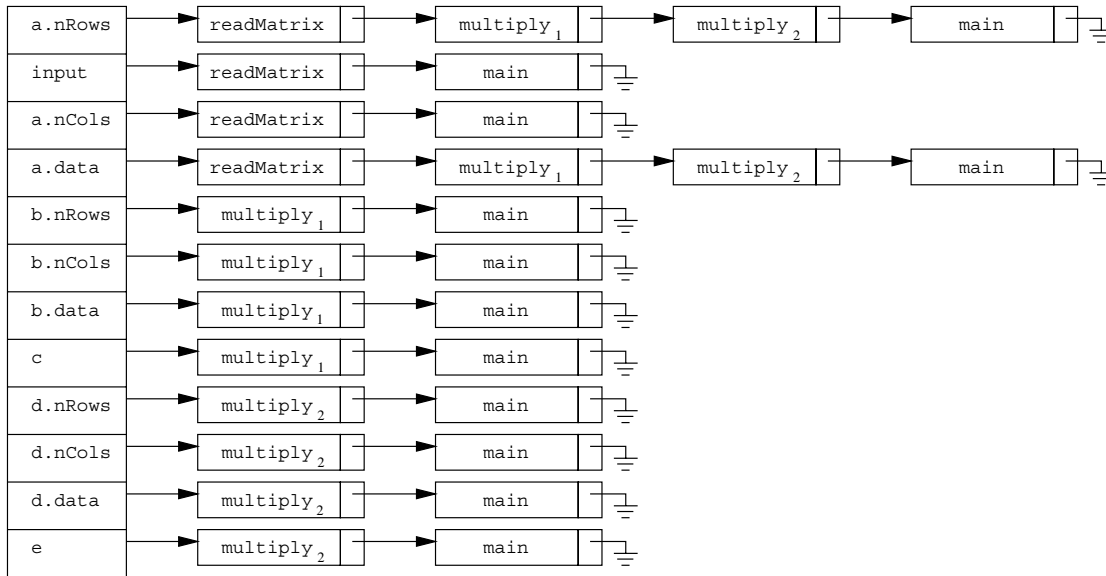 a.nRows readMatrix multiply₁ multiply₂ main
input readMatrix main
a.nCols readMatrix main
a.data readMatrix multiply₁ multiply₂ main
b.nRows multiply₁ main
b.nCols multiply₁ main
b.data multiply₁ main
c multiply₁ main
d.nRows multiply₂ main
d.nCols multiply₂ main
d.data multiply₂ main
e multiply₂ main